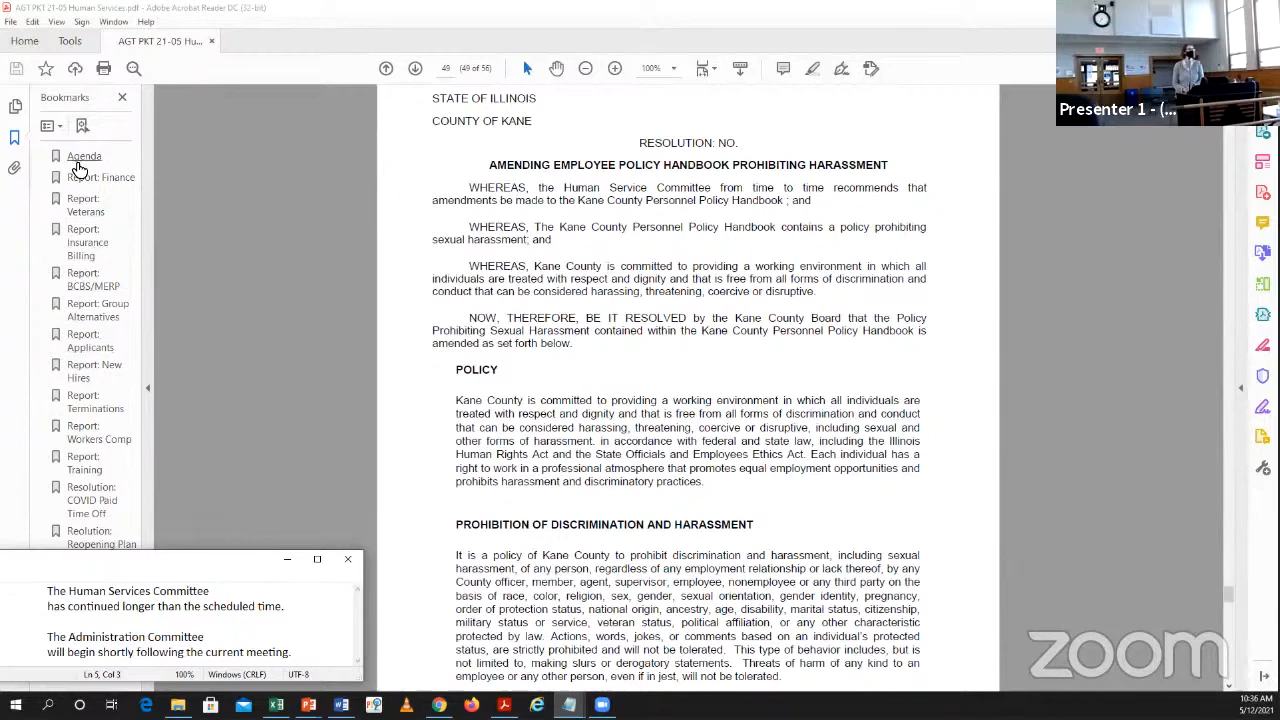 AGT PKT 21-05 Human Services.pdf - Adobe Acrobat Reader DC (32-bit)
File Edit View Sign Window Help
Home Tools AGT PKT 21-05 Hu... ×
49 (49 of 56) 100%
Bookmarks
Agenda
Report: Finance
Report:
Veterans
Report:
Insurance
Billing
Report:
BCBS/MERP
Report: Group
Alternatives
Report:
Applicants
Report: New
Hires
Report:
Terminations
Report:
Workers Comp
Report:
Training
Resolution:
COVID Paid
Time Off
Reolution:
Reopening Plan
STATE OF ILLINOIS
COUNTY OF KANE
RESOLUTION: NO.
AMENDING EMPLOYEE POLICY HANDBOOK PROHIBITING HARASSMENT
WHEREAS, the Human Service Committee from time to time recommends that
amendments be made to the Kane County Personnel Policy Handbook ; and
WHEREAS, The Kane County Personnel Policy Handbook contains a policy prohibiting
sexual harassment; and
WHEREAS, Kane County is committed to providing a working environment in which all
individuals are treated with respect and dignity and that is free from all forms of discrimination and
conduct that can be considered harassing, threatening, coercive or disruptive.
NOW, THEREFORE, BE IT RESOLVED by the Kane County Board that the Policy
Prohibiting Sexual Harassment contained within the Kane County Personnel Policy Handbook is
amended as set forth below.
POLICY
Kane County is committed to providing a working environment in which all individuals are
treated with respect and dignity and that is free from all forms of discrimination and conduct
that can be considered harassing, threatening, coercive or disruptive, including sexual and
other forms of harassment. in accordance with federal and state law, including the Illinois
Human Rights Act and the State Officials and Employees Ethics Act. Each individual has a
right to work in a professional atmosphere that promotes equal employment opportunities and
prohibits harassment and discriminatory practices.
PROHIBITION OF DISCRIMINATION AND HARASSMENT
It is a policy of Kane County to prohibit discrimination and harassment, including sexual
harassment, of any person, regardless of any employment relationship or lack thereof, by any
County officer, member, agent, supervisor, employee, nonemployee or any third party on the
basis of race, color, religion, sex, gender, sexual orientation, gender identity, pregnancy,
order of protection status, national origin, ancestry, age, disability, marital status, citizenship,
military status or service, veteran status, political affiliation, or any other characteristic
protected by law. Actions, words, jokes, or comments based on an individual's protected
status, are strictly prohibited and will not be tolerated. This type of behavior includes, but is
not limited to, making slurs or derogatory statements. Threats of harm of any kind to an
employee or any other person, even if in jest, will not be tolerated.
Presenter 1 - (...
The Human Services Committee
has continued longer than the scheduled time.
The Administration Committee
will begin shortly following the current meeting.
Ln 5, Col 3 100% Windows (CRLF) UTF-8
zoom
10:36 AM
5/12/2021